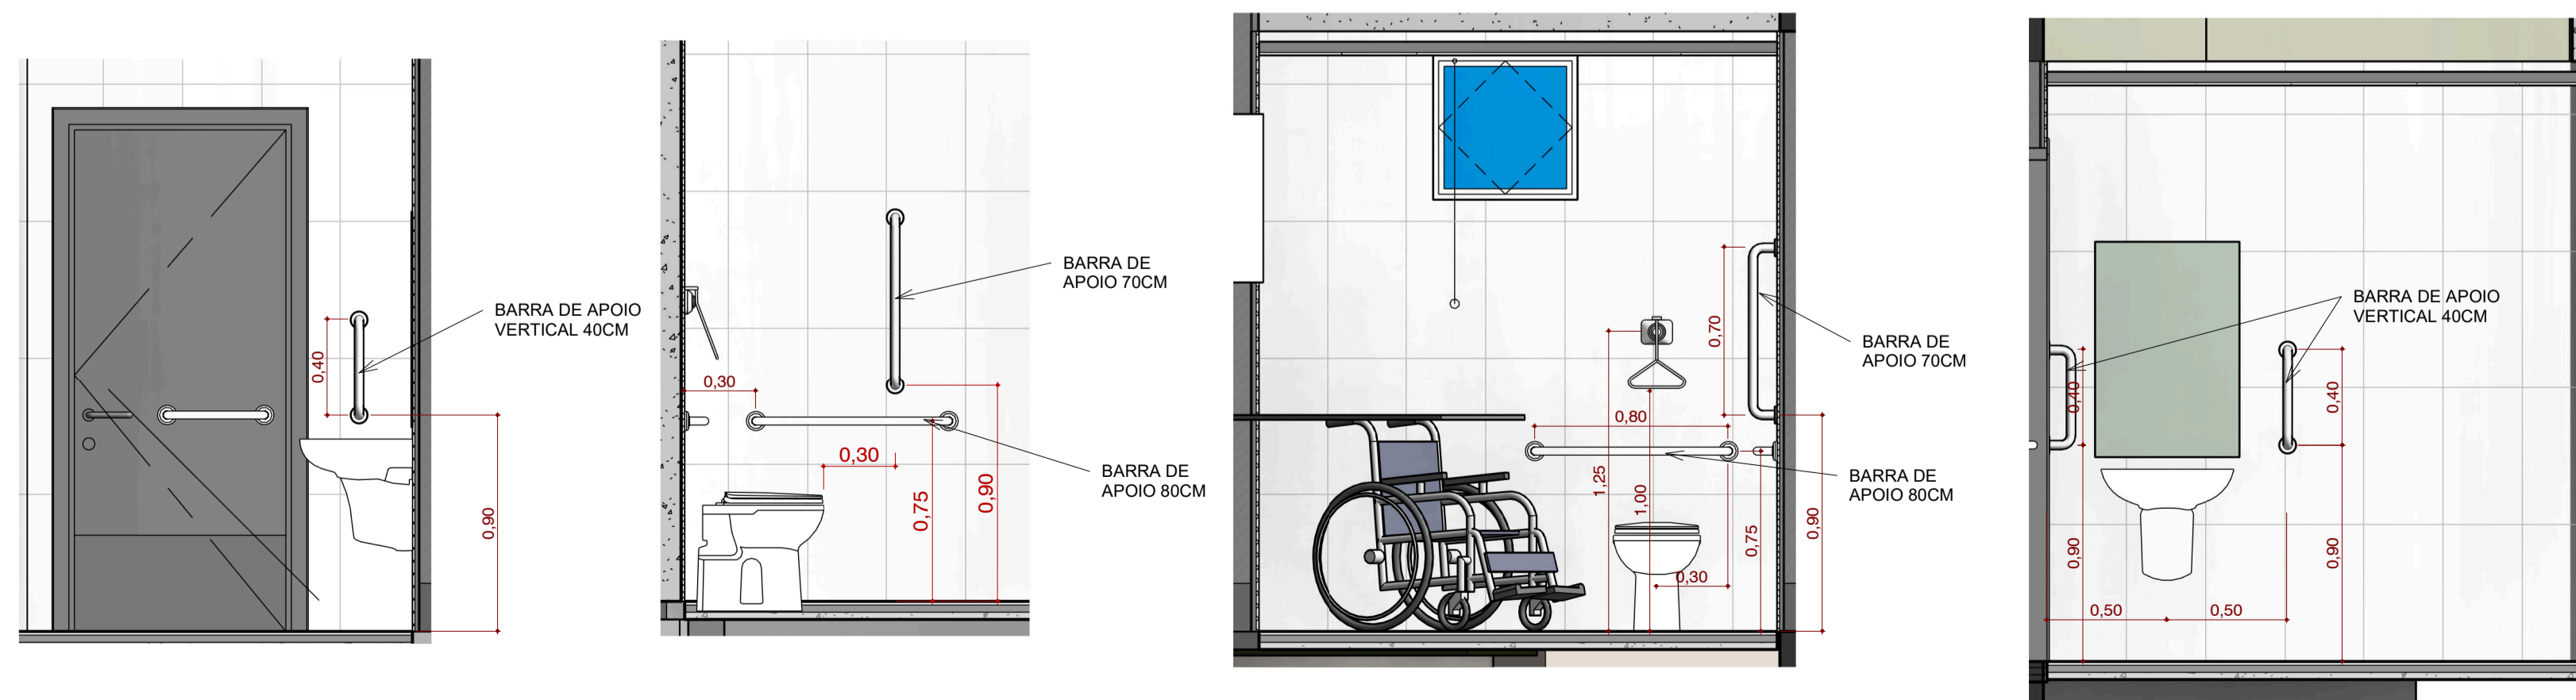 BARRA DE APOIO
VERTICAL 40CM
0,40
0,90
BARRA DE
APOIO 70CM
0,30
0,30
BARRA DE
APOIO 80CM
0,75
0,90
0,70
BARRA DE
APOIO 70CM
0,80
1,25
1,00
BARRA DE
APOIO 80CM
0,75
0,90
0,30
BARRA DE APOIO
VERTICAL 40CM
0,40
0,40
0,90
0,90
0,50
0,50